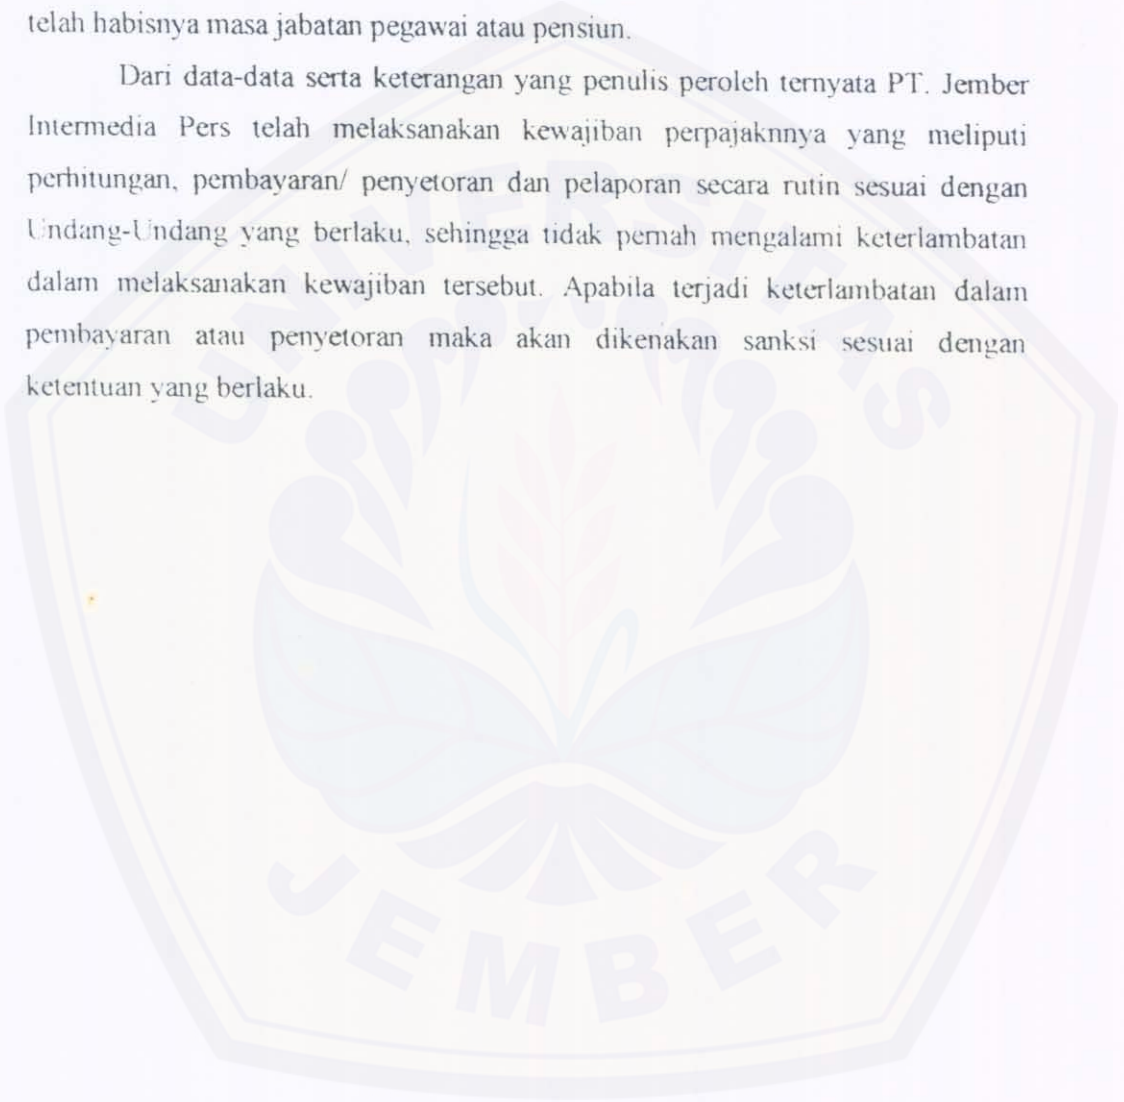 telah habisnya masa jabatan pegawai atau pensiun.
Dari data-data serta keterangan yang penulis peroleh ternyata PT. Jember
Intermedia Pers telah melaksanakan kewajiban perpajaknnya yang meliputi
perhitungan, pembayaran/ penyetoran dan pelaporan secara rutin sesuai dengan
Undang-Undang yang berlaku, sehingga tidak pernah mengalami keterlambatan
dalam melaksanakan kewajiban tersebut. Apabila terjadi keterlambatan dalam
pembayaran atau penyetoran maka akan dikenakan sanksi sesuai dengan
ketentuan yang berlaku.
UNIVERSITAS
JEMBER